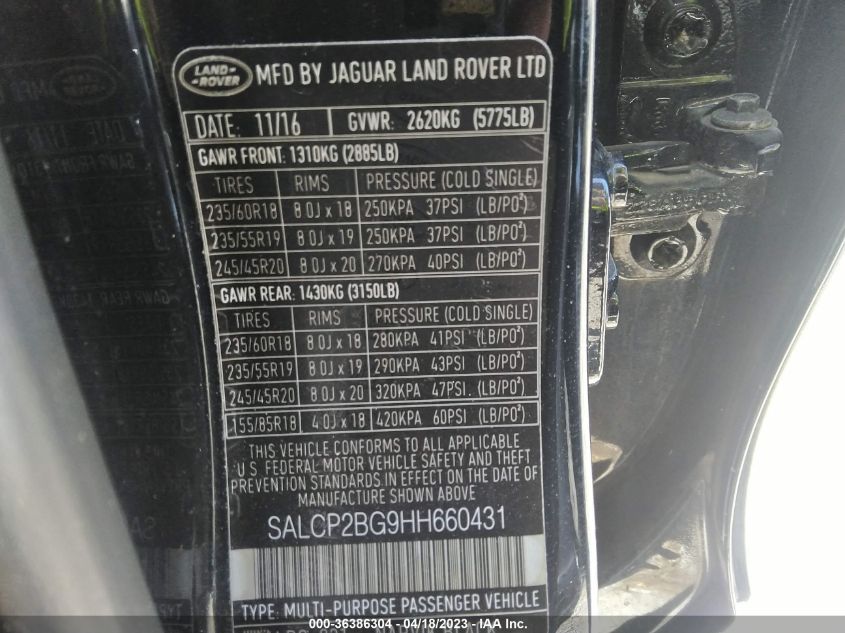 LAND ROVER MFD BY JAGUAR LAND ROVER LTD
DATE: 11/16 GVWR: 2620KG (5775LB)
GAWR FRONT: 1310KG (2885LB)
TIRES RIMS PRESSURE (COLD SINGLE)
235/60R18 8.0J x 18 250KPA 37PSI (LB/PO²)
235/55R19 8.0J x 19 250KPA 37PSI (LB/PO²)
245/45R20 8.0J x 20 270KPA 40PSI (LB/PO²)
GAWR REAR: 1430KG (3150LB)
TIRES RIMS PRESSURE (COLD SINGLE)
235/60R18 8.0J x 18 280KPA 41PSI (LB/PO²)
235/55R19 8.0J x 19 290KPA 43PSI (LB/PO²)
245/45R20 8.0J x 20 320KPA 47PSI. (LB/PO²)
155/85R18 4.0J x 18 420KPA 60PSI (LB/PO²)
THIS VEHICLE CONFORMS TO ALL APPLICABLE
U.S. FEDERAL MOTOR VEHICLE SAFETY AND THEFT
PREVENTION STANDARDS IN EFFECT ON THE DATE OF
MANUFACTURE SHOWN ABOVE
SALCP2BG9HH660431
TYPE: MULTI-PURPOSE PASSENGER VEHICLE
000-36386304 - 04/18/2023 - IAA Inc.